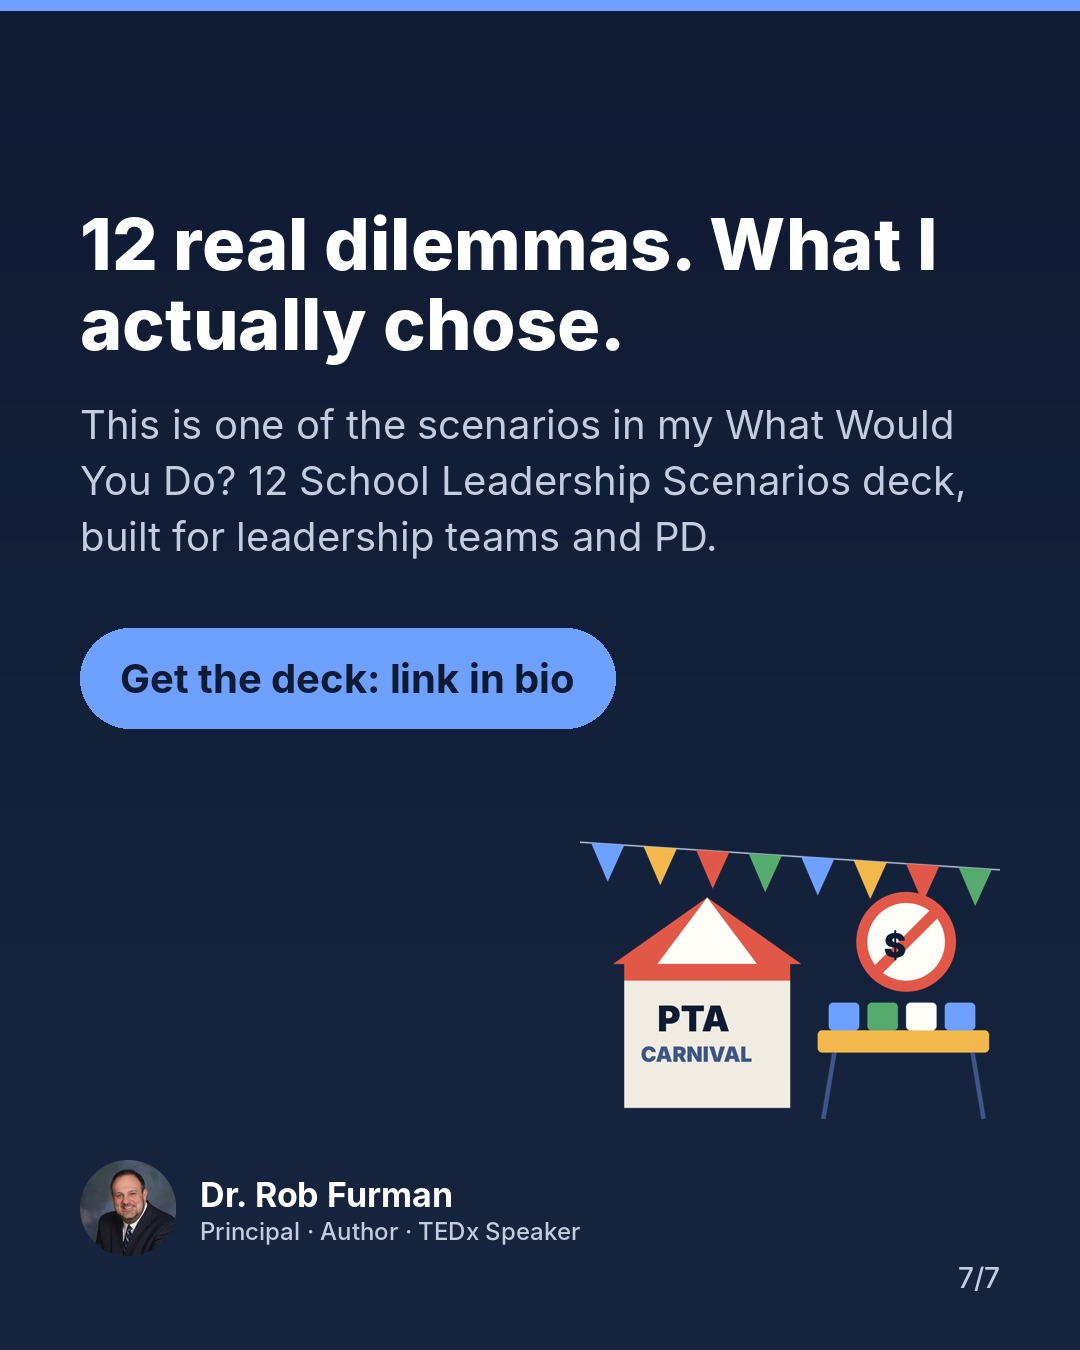 12 real dilemmas. What I
actually chose.
This is one of the scenarios in my What Would
You Do? 12 School Leadership Scenarios deck,
built for leadership teams and PD.
Get the deck: link in bio
$
PTA
CARNIVAL
Dr. Rob Furman
Principal · Author · TEDx Speaker
7/7